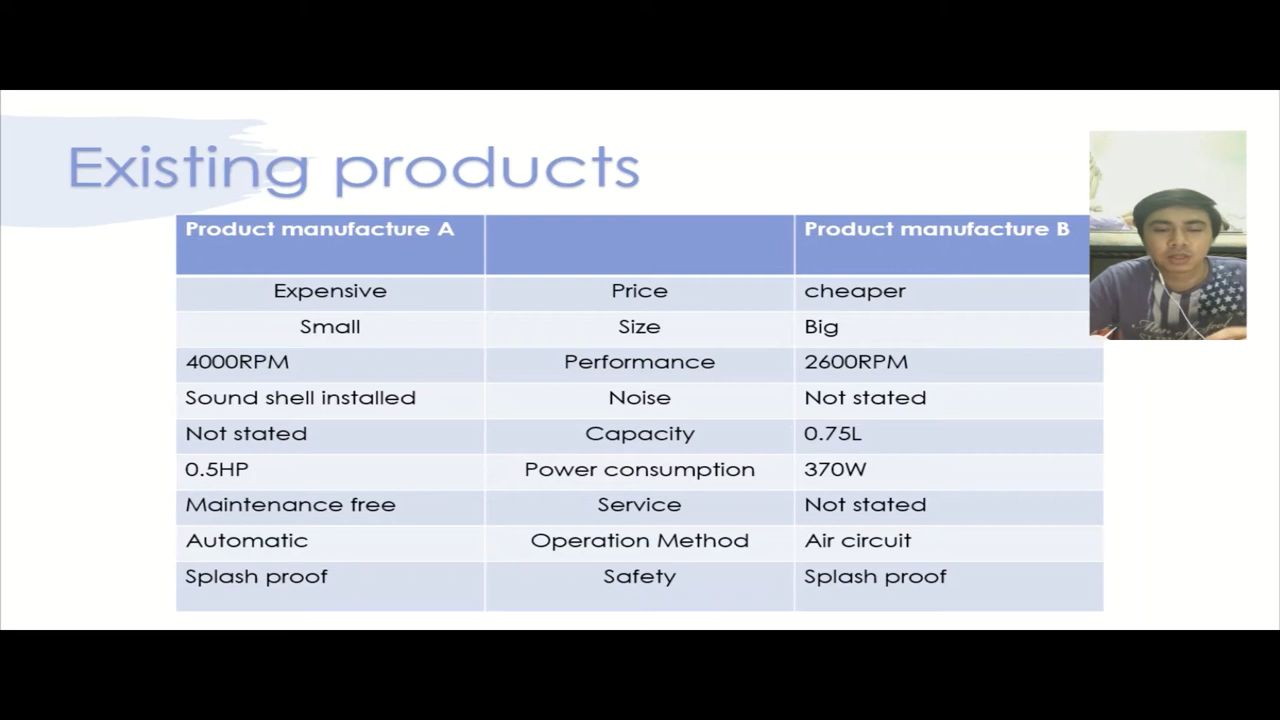 Existing products
Product manufacture A Product manufacture B
Expensive Price cheaper
Small Size Big
4000RPM Performance 2600RPM
Sound shell installed Noise Not stated
Not stated Capacity 0.75L
0.5HP Power consumption 370W
Maintenance free Service Not stated
Automatic Operation Method Air circuit
Splash proof Safety Splash proof